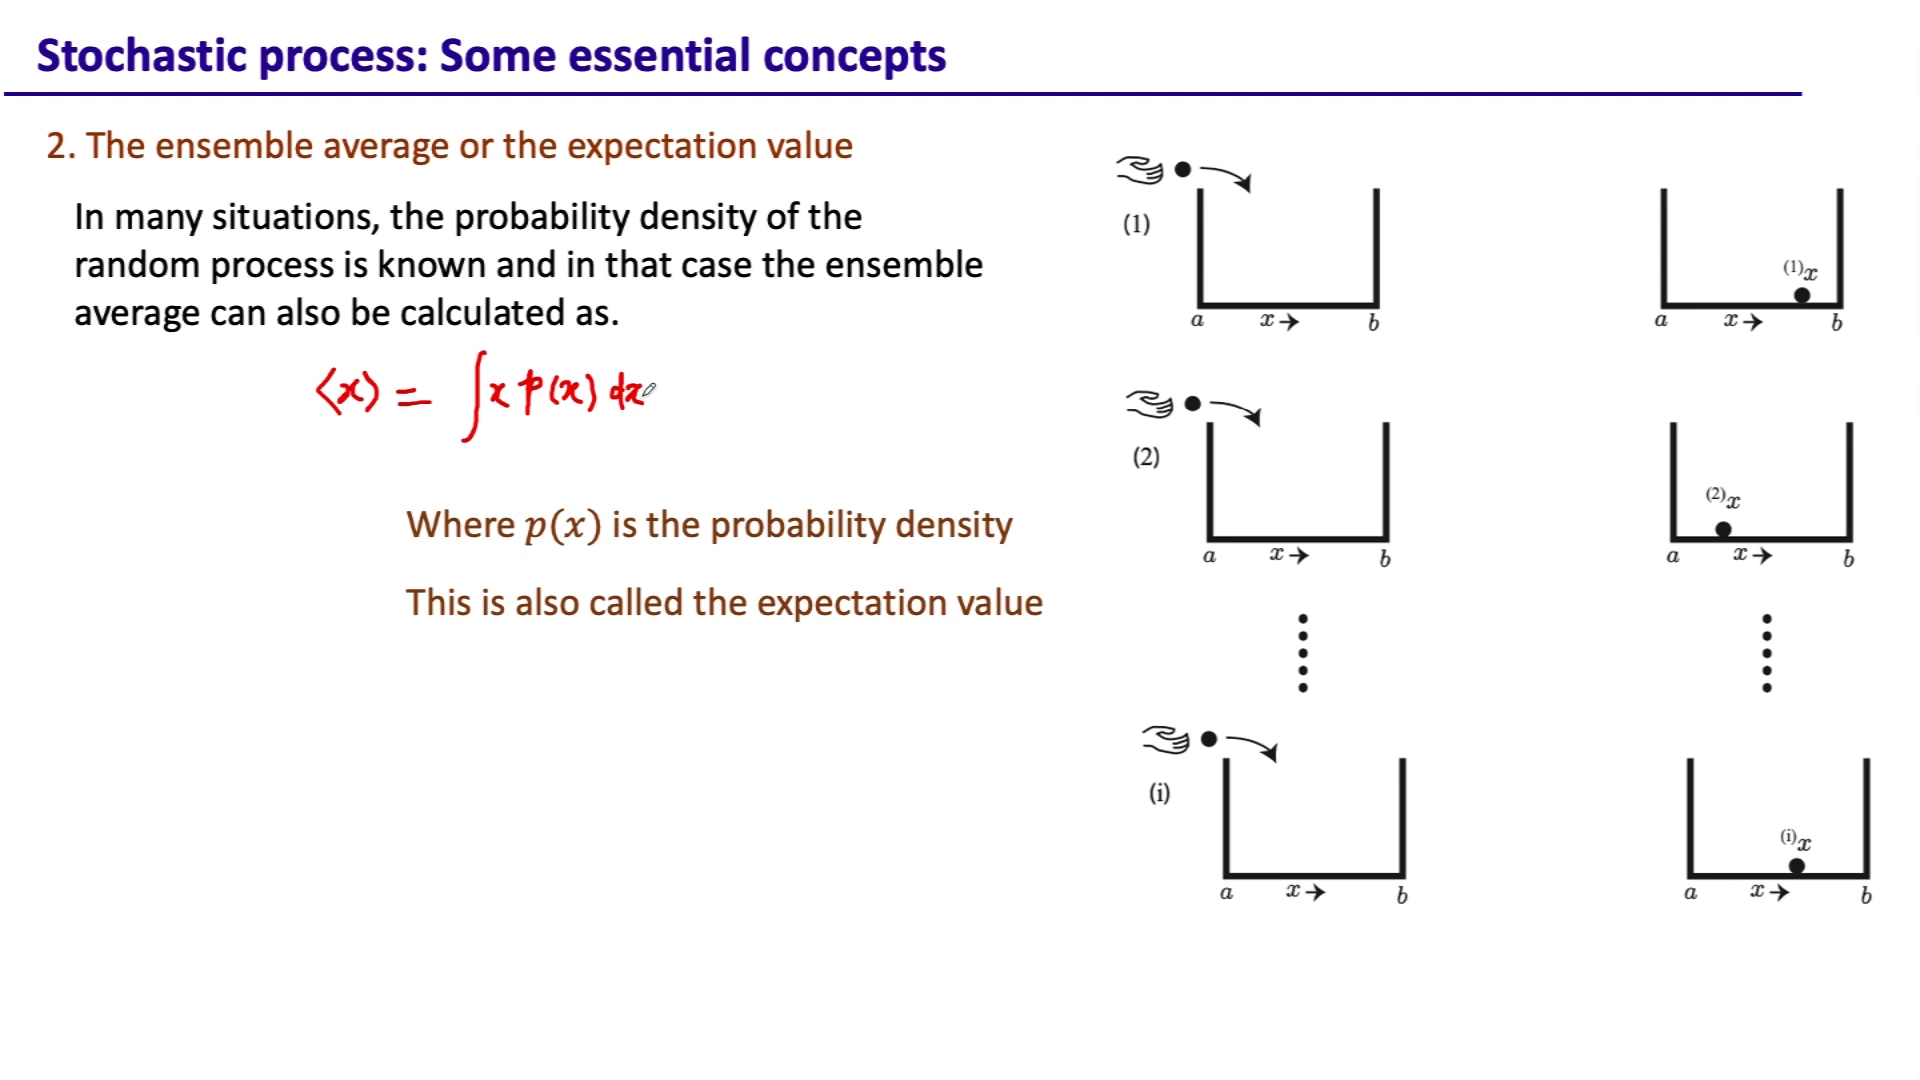 Stochastic process: Some essential concepts
2. The ensemble average or the expectation value
In many situations, the probability density of the
random process is known and in that case the ensemble
average can also be calculated as.
⟨x⟩ = ∫x p(x) dx
Where p(x) is the probability density
This is also called the expectation value
(1)
a x→ b
(1)x
a x→ b
(2)
a x→ b
(2)x
a x→ b
(i)
a x→ b
(i)x
a x→ b